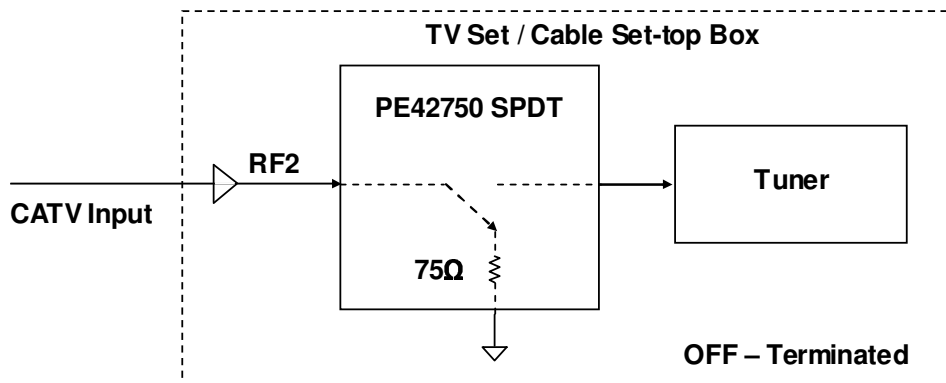 TV Set / Cable Set-top Box
PE42750 SPDT
RF2
Tuner
CATV Input
75Ω
OFF – Terminated